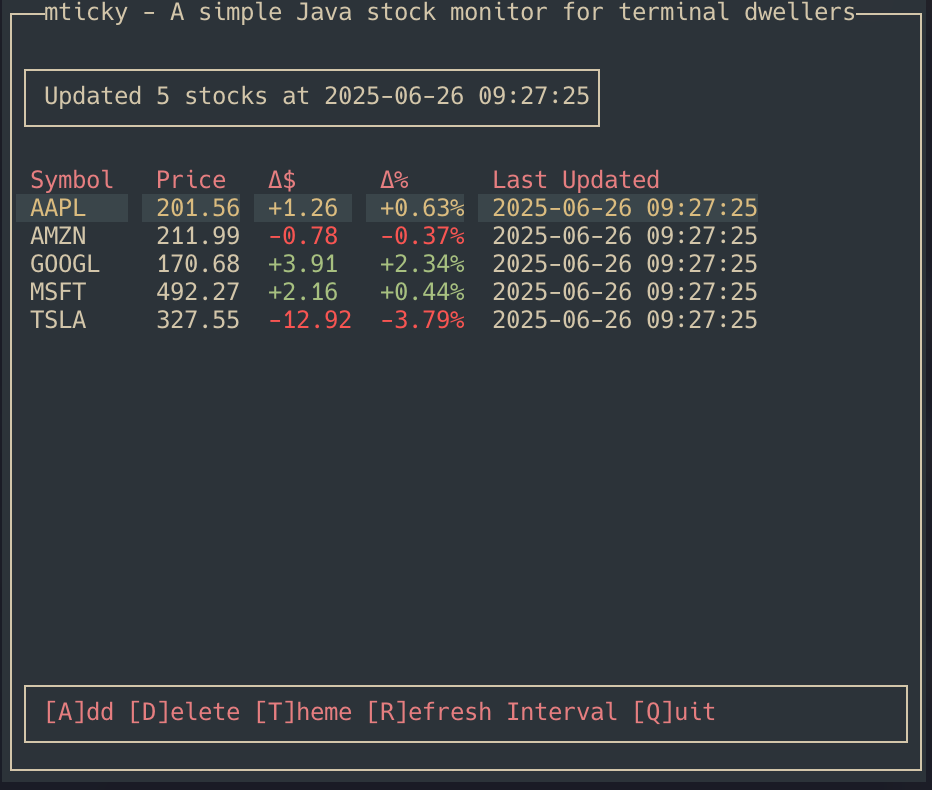 mticky - A simple Java stock monitor for terminal dwellers
Updated 5 stocks at 2025-06-26 09:27:25
Symbol Price Δ$ Δ% Last Updated
AAPL 201.56 +1.26 +0.63% 2025-06-26 09:27:25
AMZN 211.99 -0.78 -0.37% 2025-06-26 09:27:25
GOOGL 170.68 +3.91 +2.34% 2025-06-26 09:27:25
MSFT 492.27 +2.16 +0.44% 2025-06-26 09:27:25
TSLA 327.55 -12.92 -3.79% 2025-06-26 09:27:25
[A]dd [D]elete [T]heme [R]efresh Interval [Q]uit